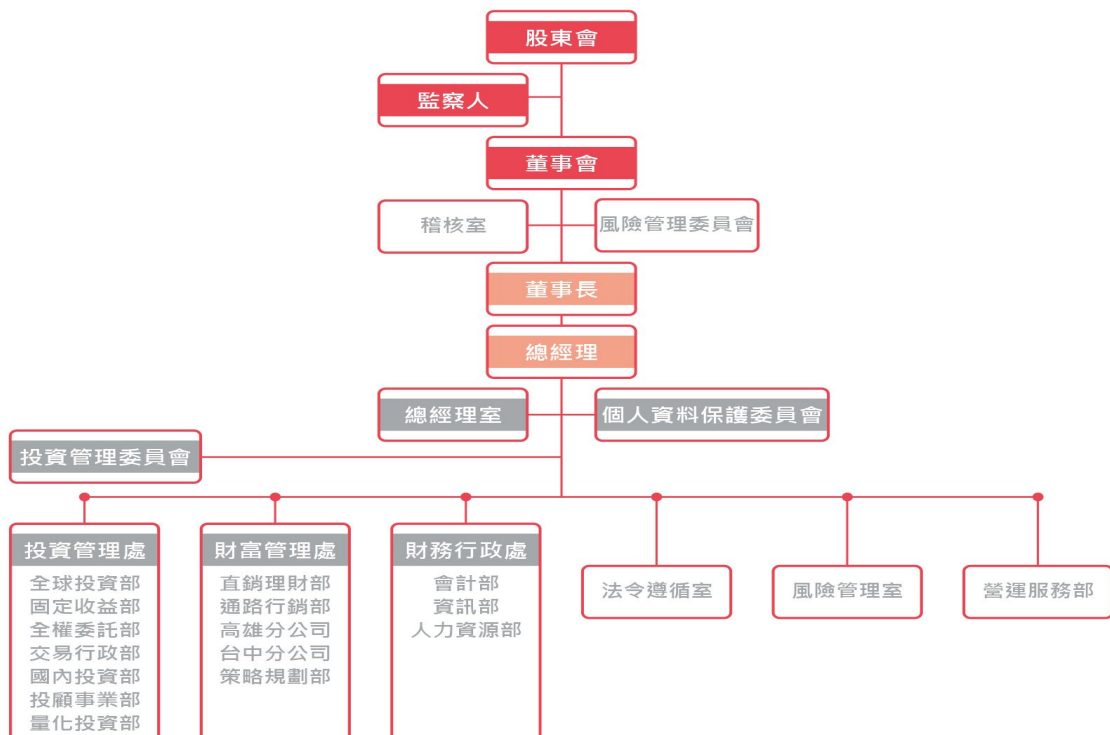 股東會
監察人
董事會
稽核室
風險管理委員會
董事長
總經理
總經理室
個人資料保護委員會
投資管理委員會
投資管理處
全球投資部
固定收益部
全權委託部
交易行政部
國內投資部
投顧事業部
量化投資部
財富管理處
直銷理財部
通路行銷部
高雄分公司
台中分公司
策略規劃部
財務行政處
會計部
資訊部
人力資源部
法令遵循室
風險管理室
營運服務部